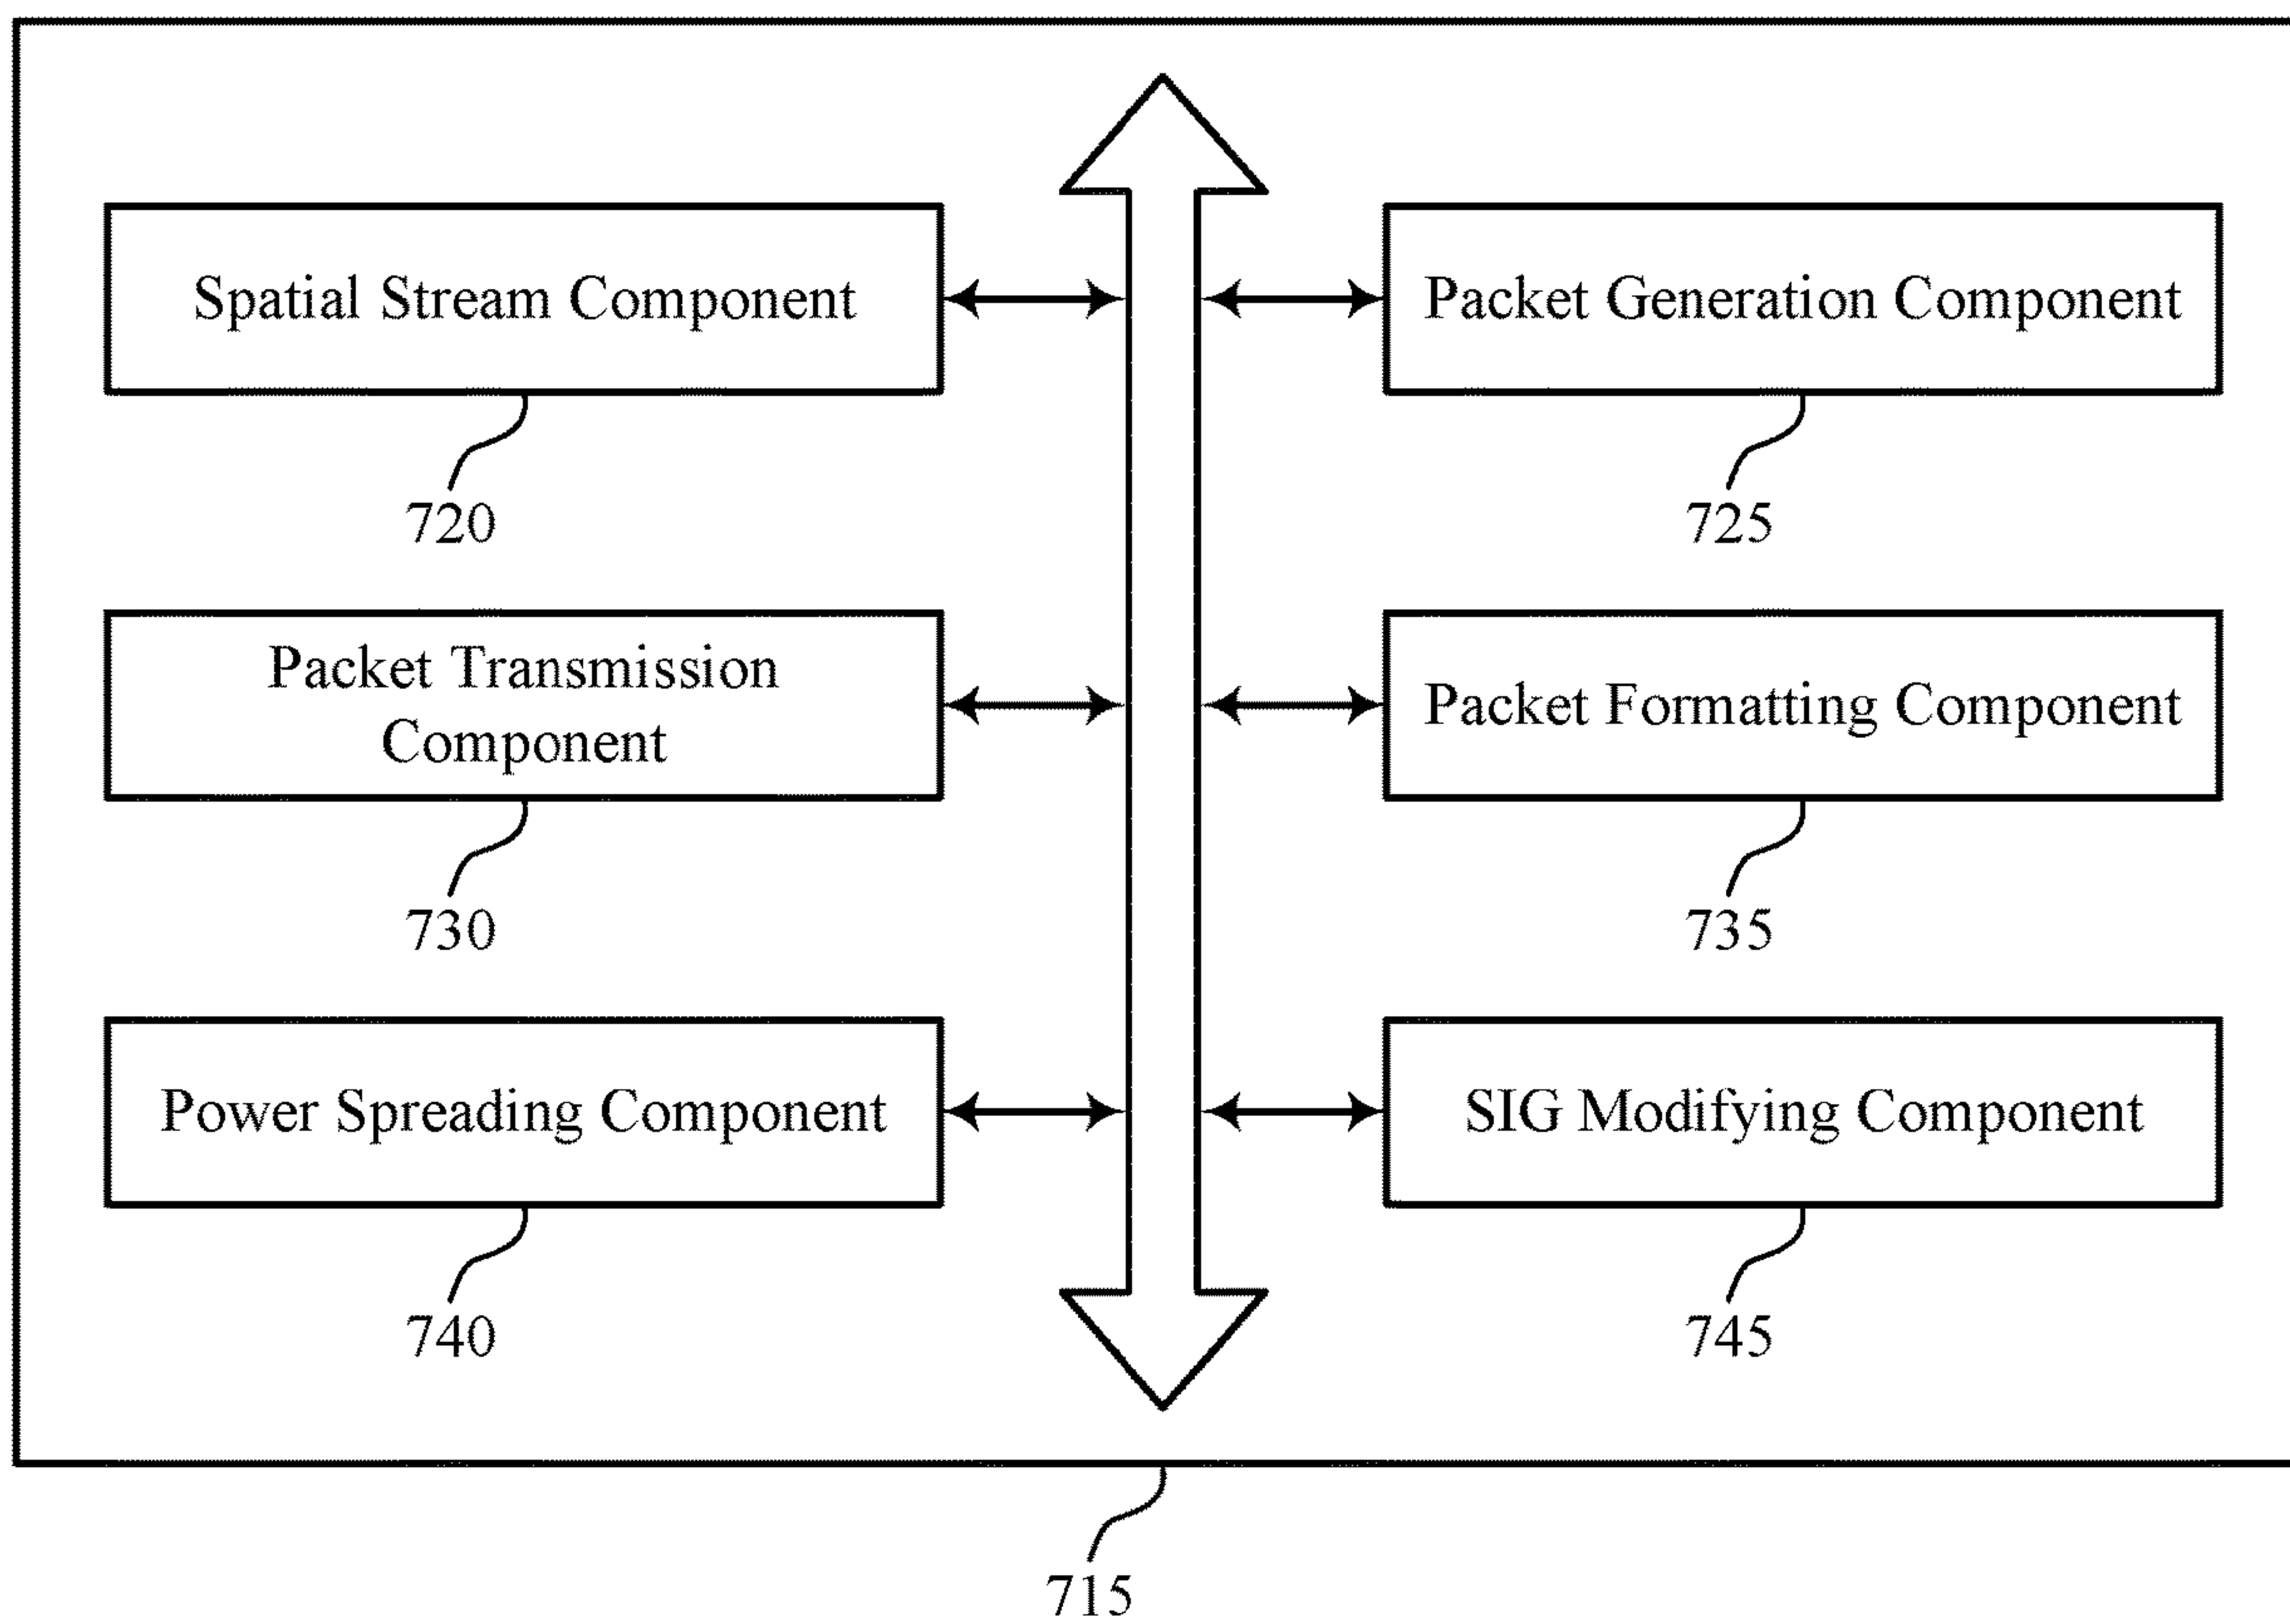 Spatial Stream Component
Packet Generation Component
720
725
Packet Transmission
Component
Packet Formatting Component
730
735
Power Spreading Component
SIG Modifying Component
740
745
715